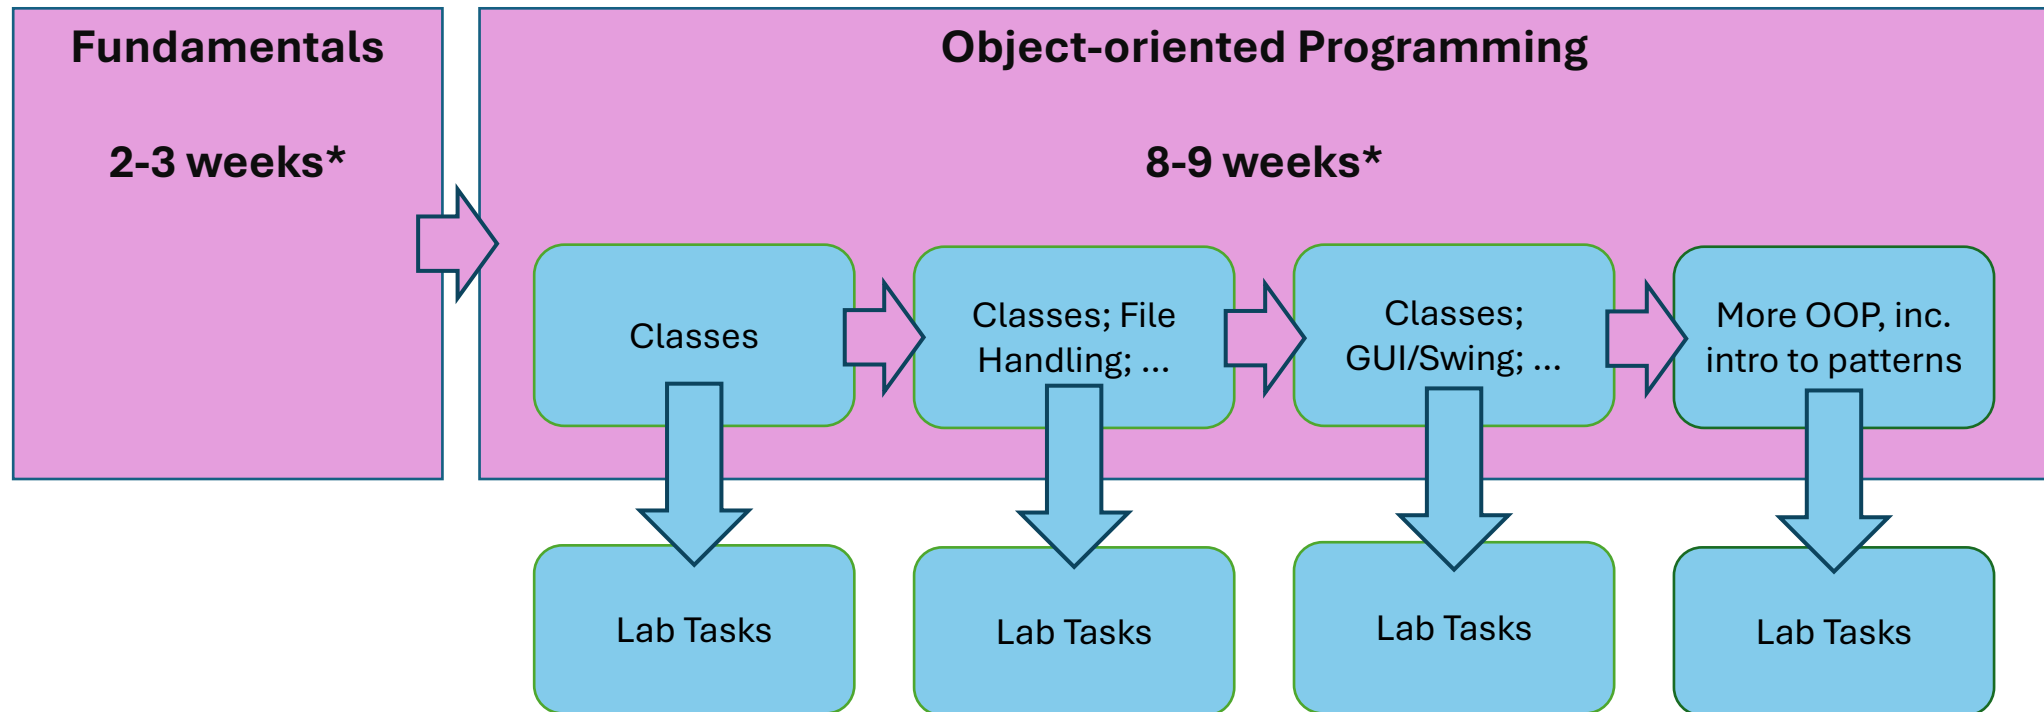 Fundamentals
2-3 weeks*
Object-oriented Programming
8-9 weeks*
Classes
Classes; File
Handling; ...
Classes;
GUI/Swing; ...
More OOP, inc.
intro to patterns
Lab Tasks
Lab Tasks
Lab Tasks
Lab Tasks